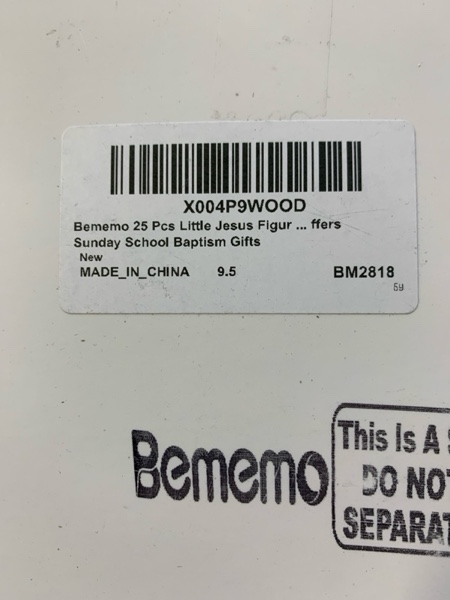 X004P9WOOD
Bememo 25 Pcs Little Jesus Figur ... ffers
Sunday School Baptism Gifts
New
MADE_IN_CHINA 9.5 BM2818
5y
Bememo
This Is A S
DO NOT
SEPARAT